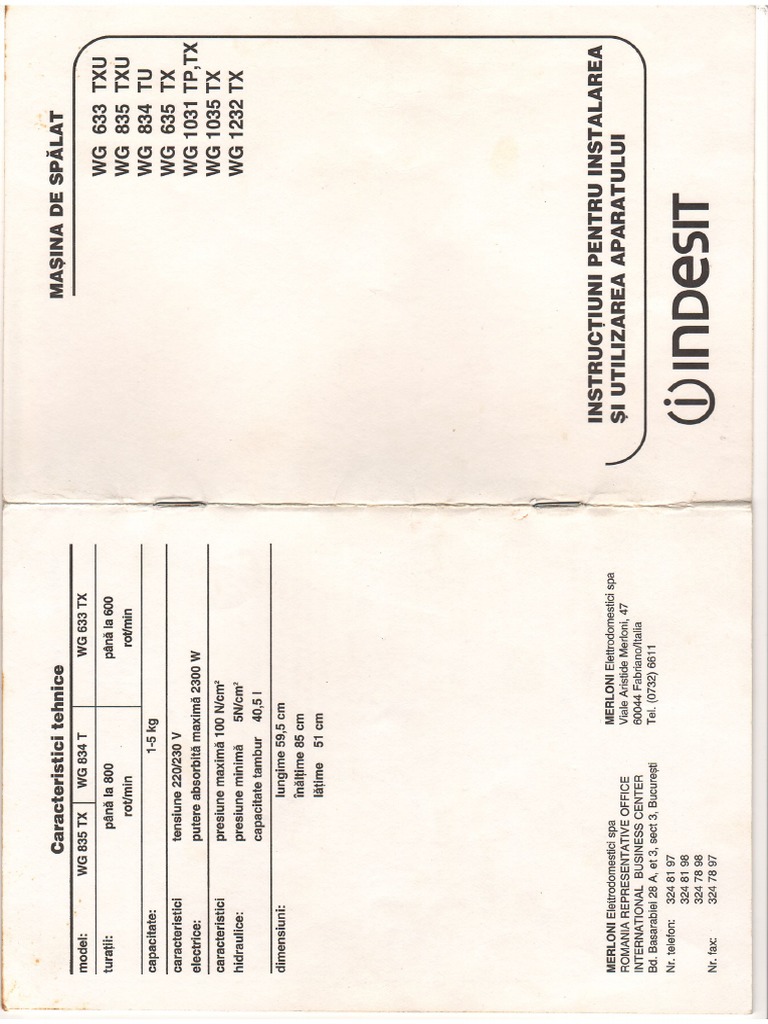 MAȘINA DE SPĂLAT
WG 633 TXU
WG 835 TXU
WG 834 TU
WG 635 TX
WG 1031 TP,TX
WG 1035 TX
WG 1232 TX
INSTRUCȚIUNI PENTRU INSTALAREA
ȘI UTILIZAREA APARATULUI
INDESIT
Caracteristici tehnice
model: WG 835 TX WG 834 T WG 633 TX
turații: până la 800 până la 600
rot/min rot/min
capacitate: 1-5 kg
caracteristici tensiune 220/230 V
electrice: putere absorbită maximă 2300 W
caracteristici presiune maximă 100 N/cm²
hidraulice: presiune minimă 5N/cm²
capacitate tambur 40,5 l
dimensiuni: lungime 59,5 cm
înălțime 85 cm
lățime 51 cm
MERLONI Elettrodomestici spa
ROMANIA REPRESENTATIVE OFFICE
INTERNATIONAL BUSINESS CENTER
Bd. Basarabiei 28 A, et 3, sect 3, București
Nr. telefon: 324 81 97
324 81 98
324 78 98
Nr. fax: 324 78 97
MERLONI Elettrodomestici spa
Viale Aristide Merloni, 47
60044 Fabriano/Italia
Tel. (0732) 6611